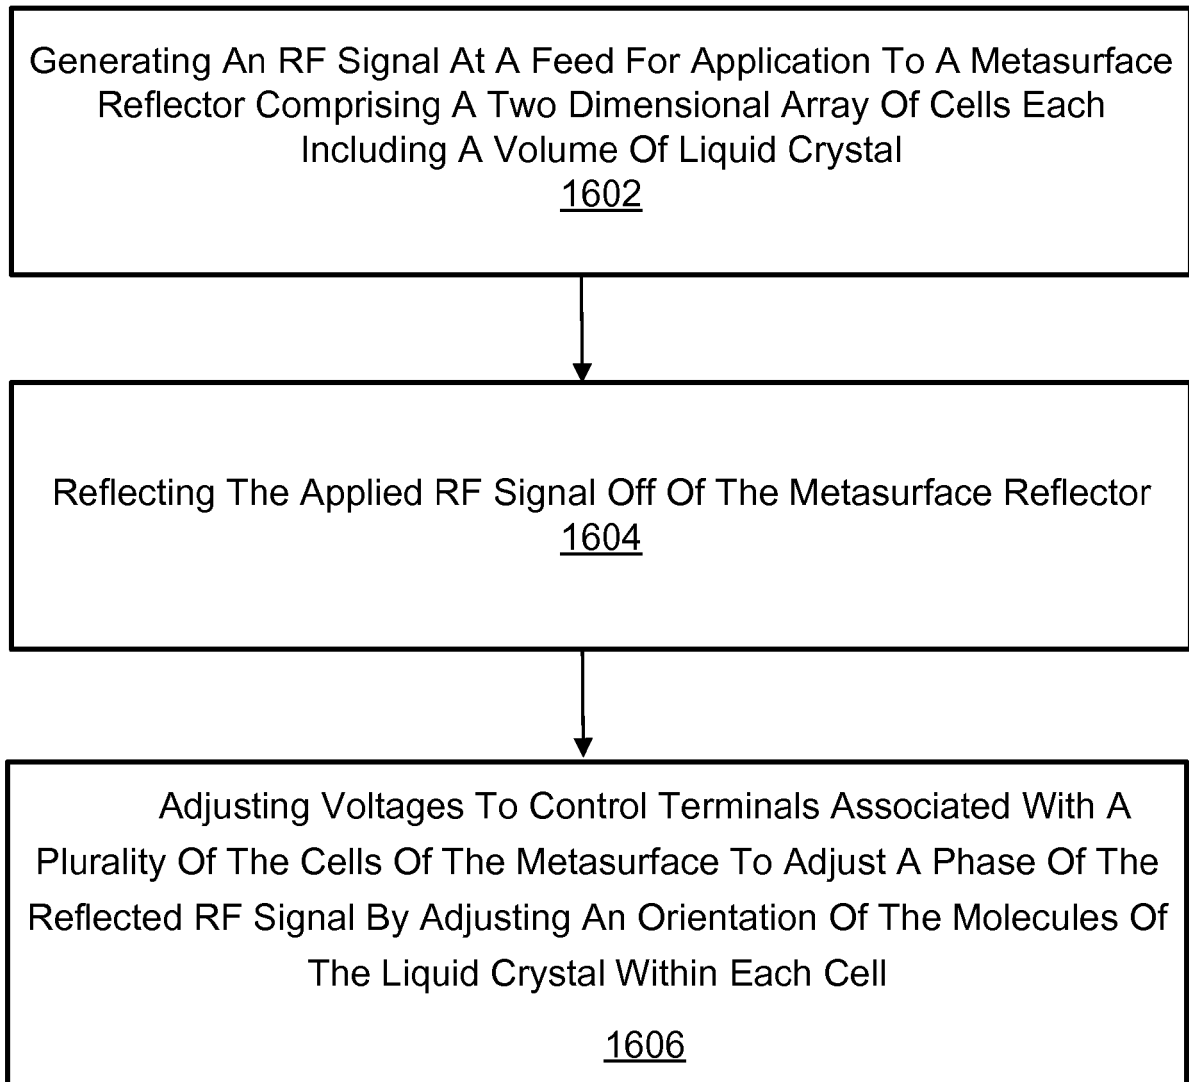 Generating An RF Signal At A Feed For Application To A Metasurface
Reflector Comprising A Two Dimensional Array Of Cells Each
Including A Volume Of Liquid Crystal
1602
Reflecting The Applied RF Signal Off Of The Metasurface Reflector
1604
Adjusting Voltages To Control Terminals Associated With A
Plurality Of The Cells Of The Metasurface To Adjust A Phase Of The
Reflected RF Signal By Adjusting An Orientation Of The Molecules Of
The Liquid Crystal Within Each Cell
1606